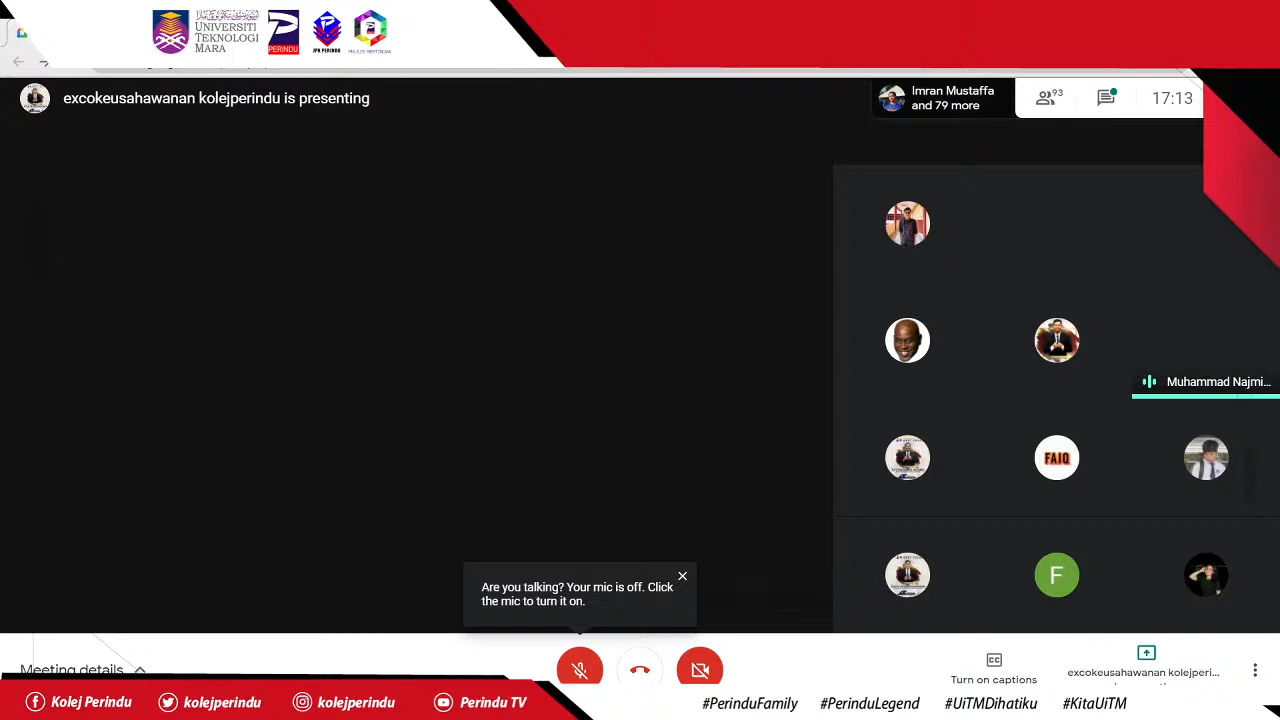 UNIVERSITI
TEKNOLOGI
MARA
PERINDU
JPK PERINDU
excokeusahawanan kolejperindu is presenting
Imran Mustaffa
and 79 more
93
17:13
Muhammad Najmi...
FAIQ
F
Are you talking? Your mic is off. Click
the mic to turn it on.
Meeting details
Turn on captions
excokeusahawanan kolejperi...
Kolej Perindu
kolejperindu
kolejperindu
Perindu TV
#PerinduFamily
#PerinduLegend
#UiTMDihatiku
#KitaUiTM